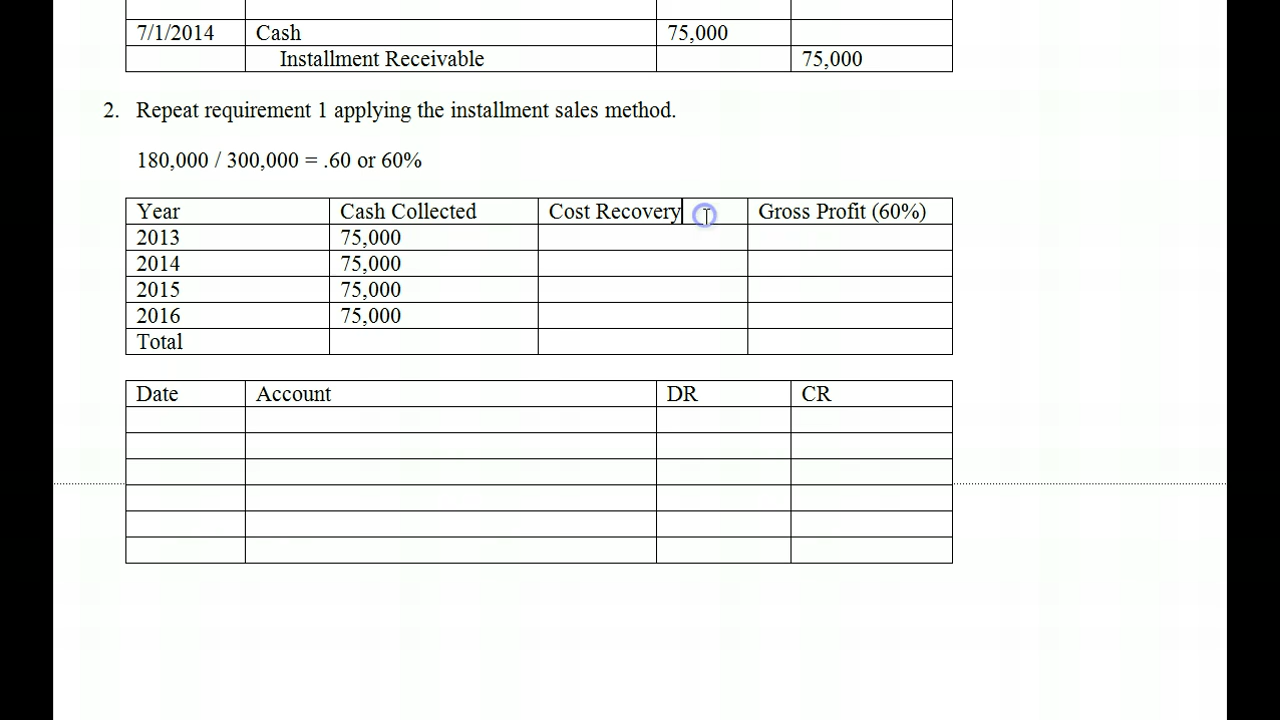 7/1/2014 Cash 75,000
Installment Receivable 75,000
2. Repeat requirement 1 applying the installment sales method.
180,000 / 300,000 = .60 or 60%
Year Cash Collected Cost Recovery Gross Profit (60%)
2013 75,000
2014 75,000
2015 75,000
2016 75,000
Total
Date Account DR CR